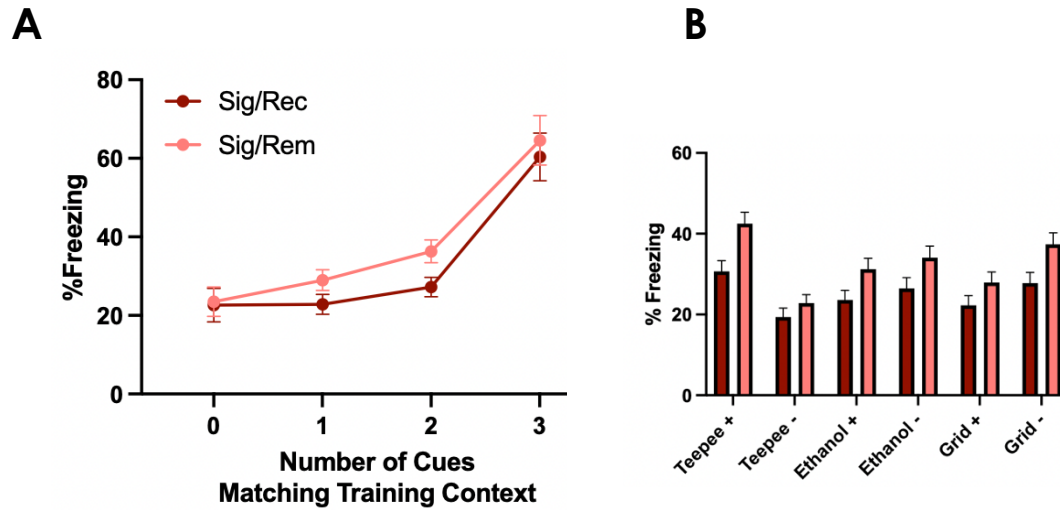 A
B
80
60
40
20
0
%Freezing
Sig/Rec
Sig/Rem
0 1 2 3
Number of Cues
Matching Training Context
60
40
20
0
% Freezing
Teepee +
Teepee -
Ethanol +
Ethanol -
Grid +
Grid -